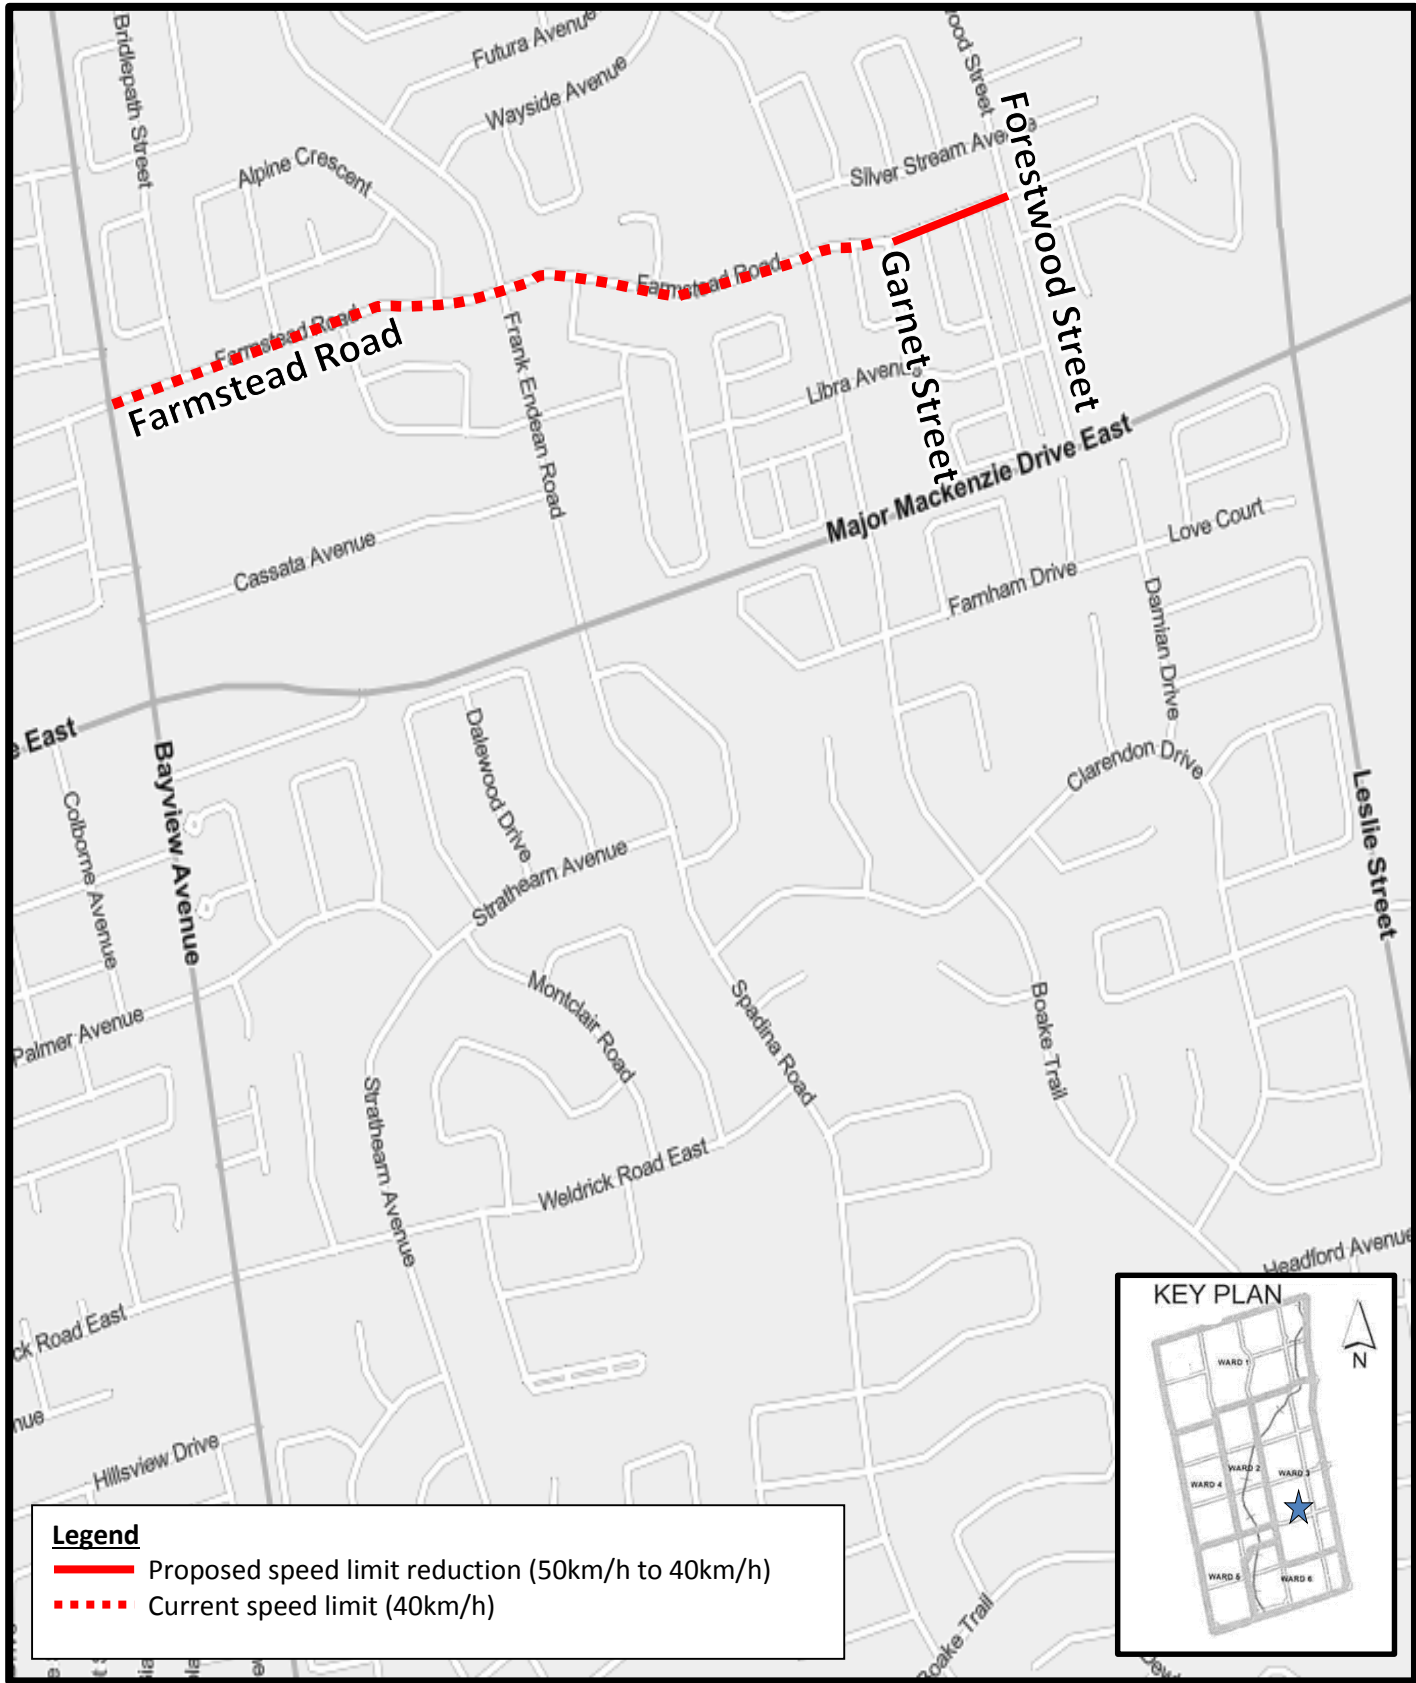 Bridlepath Street
Futura Avenue
Wayside Avenue
ood Street
Forestwood Street
Alpine Crescent
Silver Stream Avenue
Farmstead Road
Farmstead Road
Farmstead Road
Garnet Street
Frank Endean Road
Libra Avenue
Major Mackenzie Drive East
Cassata Avenue
Love Court
Farnham Drive
Damian Drive
e East
Bayview Avenue
Dalewood Drive
Clarendon Drive
Colborne Avenue
Leslie Street
Strathearn Avenue
Montclair Road
Spadina Road
Boake Trail
Palmer Avenue
Strathearn Avenue
Weldrick Road East
Headford Avenue
ck Road East
nue
Hillsview Drive
KEY PLAN
N
WARD 1
WARD 2
WARD 3
WARD 4
WARD 5
WARD 6
Legend
Proposed speed limit reduction (50km/h to 40km/h)
Current speed limit (40km/h)
Boake Trail